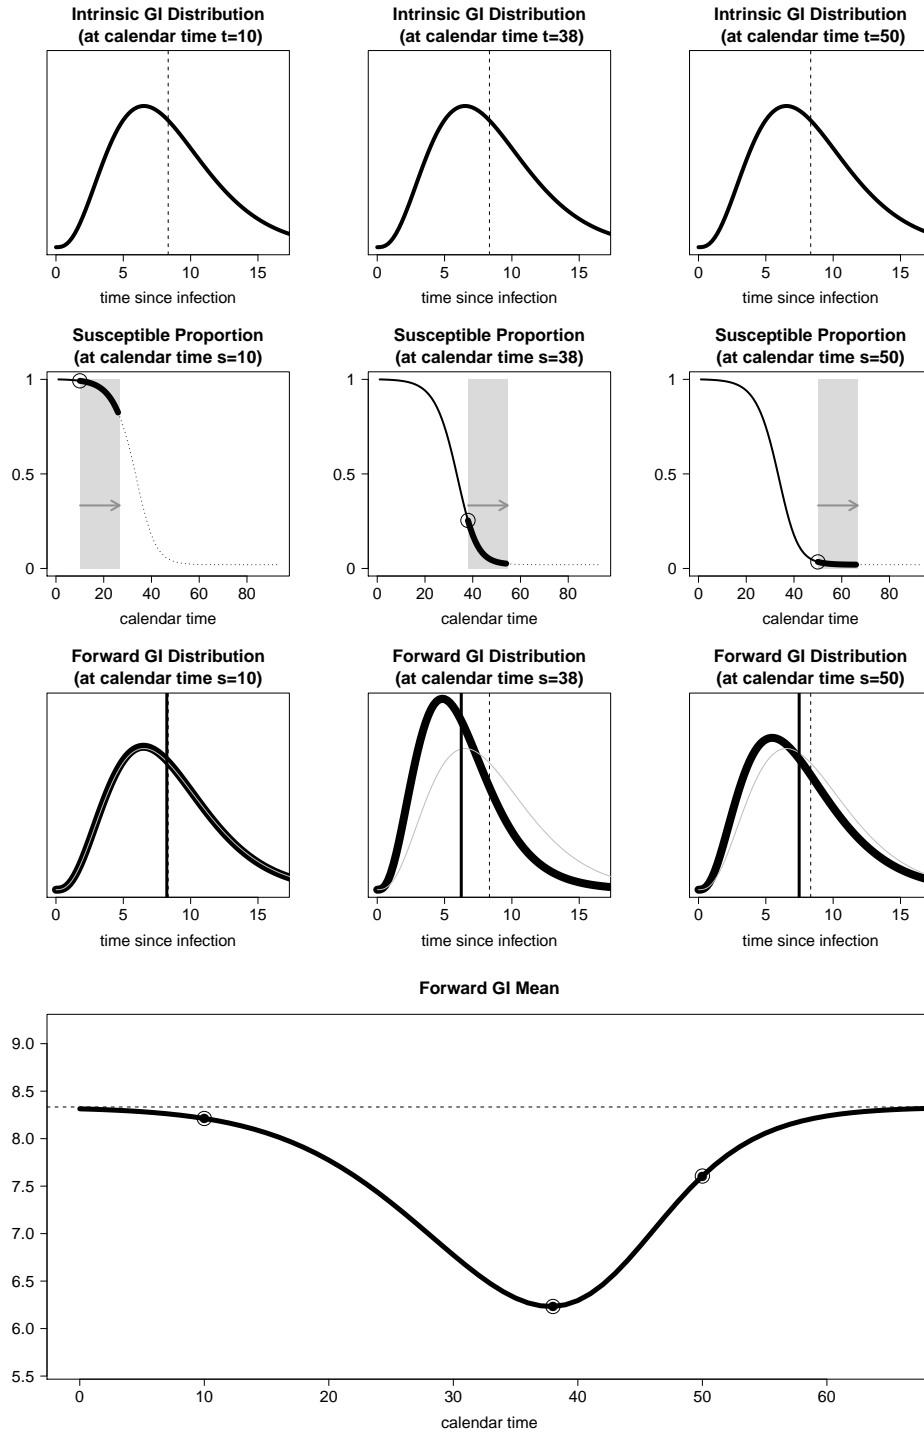 Intrinsic GI Distribution
(at calendar time t=10)
Intrinsic GI Distribution
(at calendar time t=38)
Intrinsic GI Distribution
(at calendar time t=50)
0 5 10 15
0 5 10 15
0 5 10 15
time since infection
time since infection
time since infection
Susceptible Proportion
(at calendar time s=10)
Susceptible Proportion
(at calendar time s=38)
Susceptible Proportion
(at calendar time s=50)
1
0.5
0
1
0.5
0
1
0.5
0
0 20 40 60 80
0 20 40 60 80
0 20 40 60 80
calendar time
calendar time
calendar time
Forward GI Distribution
(at calendar time s=10)
Forward GI Distribution
(at calendar time s=38)
Forward GI Distribution
(at calendar time s=50)
0 5 10 15
0 5 10 15
0 5 10 15
time since infection
time since infection
time since infection
Forward GI Mean
9.0
8.5
8.0
7.5
7.0
6.5
6.0
5.5
0 10 20 30 40 50 60
calendar time